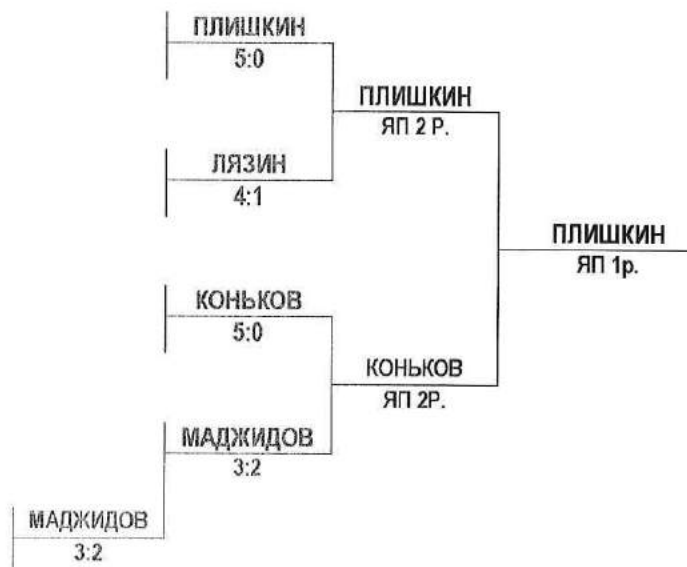 ПЛИШКИН
5:0
ПЛИШКИН
ЯП 2 Р.
ЛЯЗИН
4:1
ПЛИШКИН
ЯП 1р.
КОНЬКОВ
5:0
КОНЬКОВ
ЯП 2Р.
МАДЖИДОВ
3:2
МАДЖИДОВ
3:2